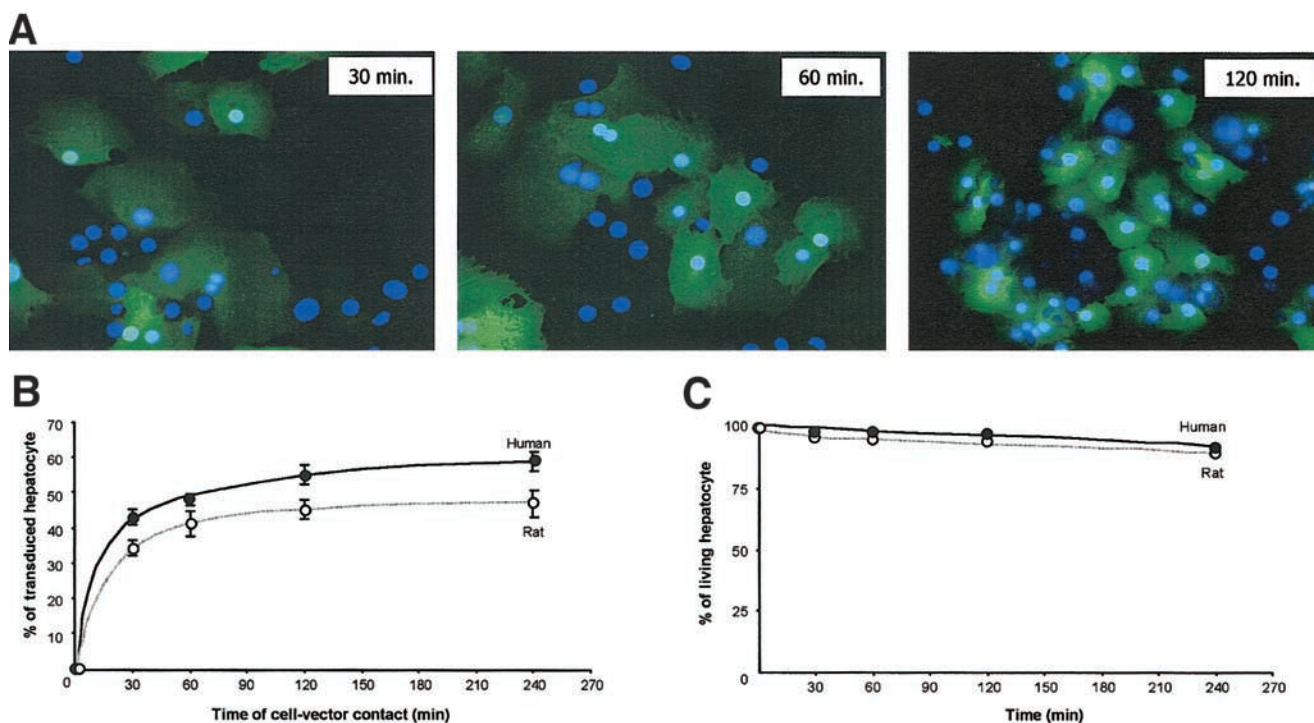 A
30 min.
60 min.
120 min.
B
% of transduced hepatocyte
70
60
50
40
30
20
10
0
30
60
90
120
150
180
210
240
270
Human
Rat
Time of cell-vector contact (min)
C
% of living hepatocyte
100
75
50
25
0
30
60
90
120
150
180
210
240
270
Human
Rat
Time (min)